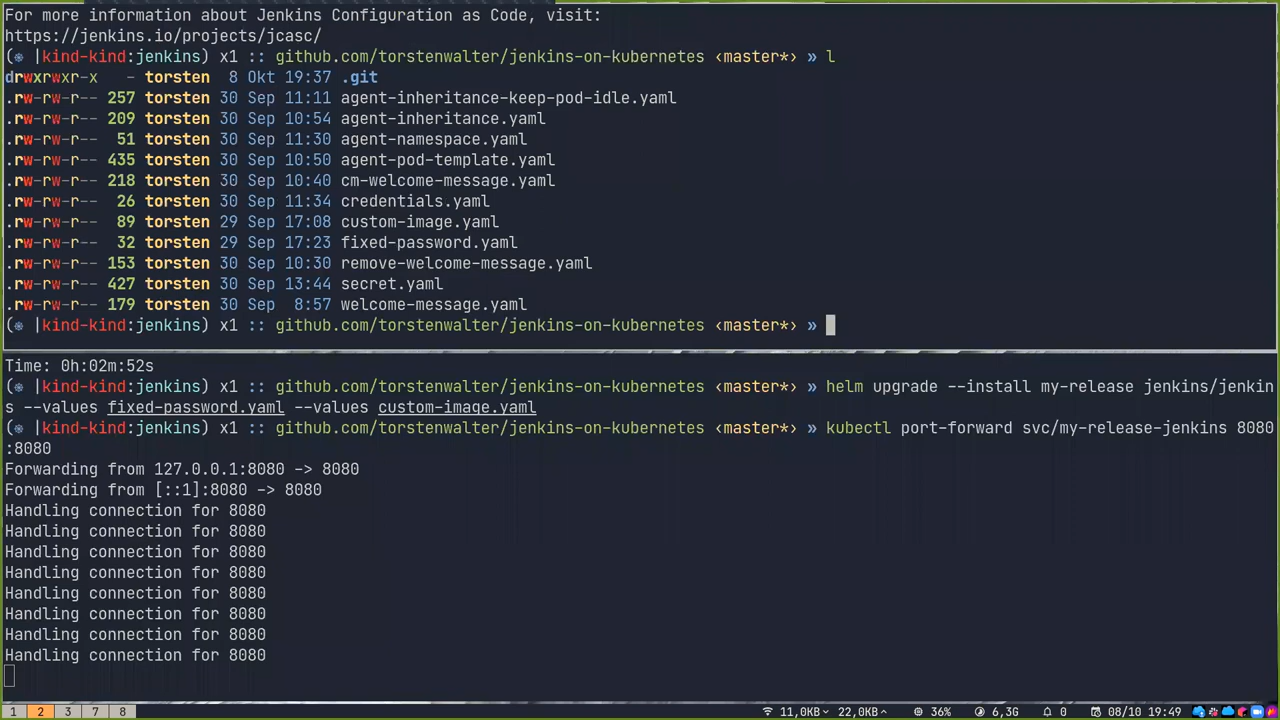 For more information about Jenkins Configuration as Code, visit:
https://jenkins.io/projects/jcasc/
(⎈ |kind-kind:jenkins) x1 :: github.com/torstenwalter/jenkins-on-kubernetes ‹master*› » l
drwxrwxr-x   - torsten  8 Okt 19:37 .git
.rw-rw-r-- 257 torsten 30 Sep 11:11 agent-inheritance-keep-pod-idle.yaml
.rw-rw-r-- 209 torsten 30 Sep 10:54 agent-inheritance.yaml
.rw-rw-r--  51 torsten 30 Sep 11:30 agent-namespace.yaml
.rw-rw-r-- 435 torsten 30 Sep 10:50 agent-pod-template.yaml
.rw-rw-r-- 218 torsten 30 Sep 10:40 cm-welcome-message.yaml
.rw-rw-r--  26 torsten 30 Sep 11:34 credentials.yaml
.rw-rw-r--  89 torsten 29 Sep 17:08 custom-image.yaml
.rw-rw-r--  32 torsten 29 Sep 17:23 fixed-password.yaml
.rw-rw-r-- 153 torsten 30 Sep 10:30 remove-welcome-message.yaml
.rw-rw-r-- 427 torsten 30 Sep 13:44 secret.yaml
.rw-rw-r-- 179 torsten 30 Sep  8:57 welcome-message.yaml
(⎈ |kind-kind:jenkins) x1 :: github.com/torstenwalter/jenkins-on-kubernetes ‹master*› »
Time: 0h:02m:52s
(⎈ |kind-kind:jenkins) x1 :: github.com/torstenwalter/jenkins-on-kubernetes ‹master*› » helm upgrade --install my-release jenkins/jenkin
s --values fixed-password.yaml --values custom-image.yaml
(⎈ |kind-kind:jenkins) x1 :: github.com/torstenwalter/jenkins-on-kubernetes ‹master*› » kubectl port-forward svc/my-release-jenkins 8080
:8080
Forwarding from 127.0.0.1:8080 -> 8080
Forwarding from [::1]:8080 -> 8080
Handling connection for 8080
Handling connection for 8080
Handling connection for 8080
Handling connection for 8080
Handling connection for 8080
Handling connection for 8080
Handling connection for 8080
Handling connection for 8080
1 2 3 7 8 11,0KB 22,0KB 36% 6,3G 0 08/10 19:49